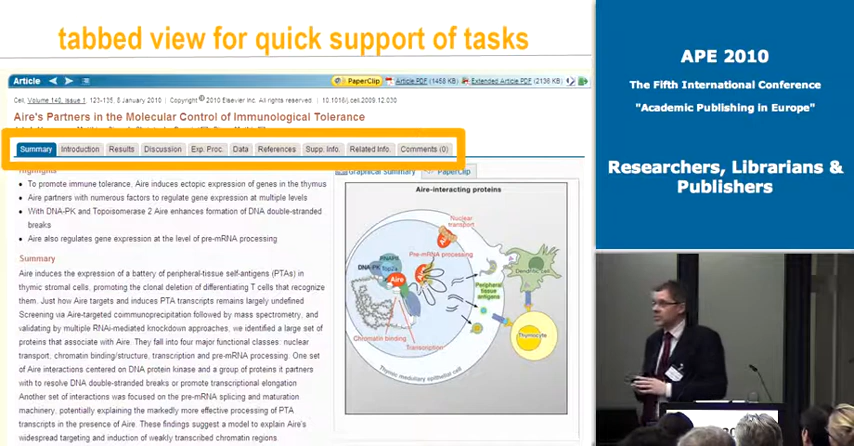 tabbed view for quick support of tasks
Article
PaperClip Article PDF (1458 KB) Extended Article PDF (2136 KB)
Cell, Volume 140, Issue 1, 123-135, 8 January 2010 | Copyright © 2010 Elsevier Inc. All rights reserved | 10.1016/j.cell.2009.12.030
Aire's Partners in the Molecular Control of Immunological Tolerance
Summary Introduction Results Discussion Exp. Proc. Data References Supp. Info. Related Info. Comments (0)
Highlights
• To promote immune tolerance, Aire induces ectopic expression of genes in the thymus
• Aire partners with numerous factors to regulate gene expression at multiple levels
• With DNA-PK and Topoisomerase 2 Aire enhances formation of DNA double-stranded
breaks
• Aire also regulates gene expression at the level of pre-mRNA processing
Summary
Aire induces the expression of a battery of peripheral-tissue self-antigens (PTAs) in
thymic stromal cells, promoting the clonal deletion of differentiating T cells that recognize
them. Just how Aire targets and induces PTA transcripts remains largely undefined
Screening via Aire-targeted coimmunoprecipitation followed by mass spectrometry, and
validating by multiple RNAi-mediated knockdown approaches, we identified a large set of
proteins that associate with Aire. They fall into four major functional classes: nuclear
transport, chromatin binding/structure, transcription and pre-mRNA processing. One set
of Aire interactions centered on DNA protein kinase and a group of proteins it partners
with to resolve DNA double-stranded breaks or promote transcriptional elongation
Another set of interactions was focused on the pre-mRNA splicing and maturation
machinery, potentially explaining the markedly more effective processing of PTA
transcripts in the presence of Aire. These findings suggest a model to explain Aire's
widespread targeting and induction of weakly transcribed chromatin regions
Graphical Summary PaperClip
Aire-interacting proteins
Nuclear
transport
Pre-mRNA processing
RNAPII
DNA-PK Top2a
Aire
Dendritic cell
Peripheral
tissue
antigens
Chromatin binding
Transcription
Thymocyte
Thymic medullary epithelial cell
APE 2010
The Fifth International Conference
"Academic Publishing in Europe"
Researchers, Librarians &
Publishers